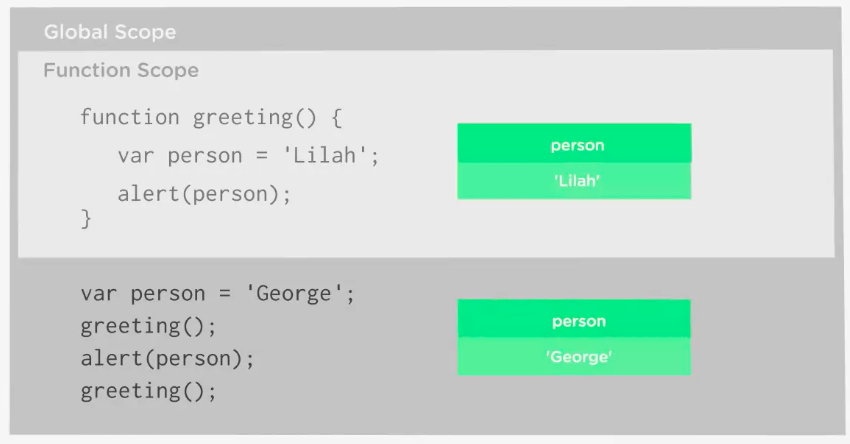 Global Scope
Function Scope
function greeting() {
var person = 'Lilah';
alert(person);
}
person
'Lilah'
var person = 'George';
greeting();
alert(person);
greeting();
person
'George'